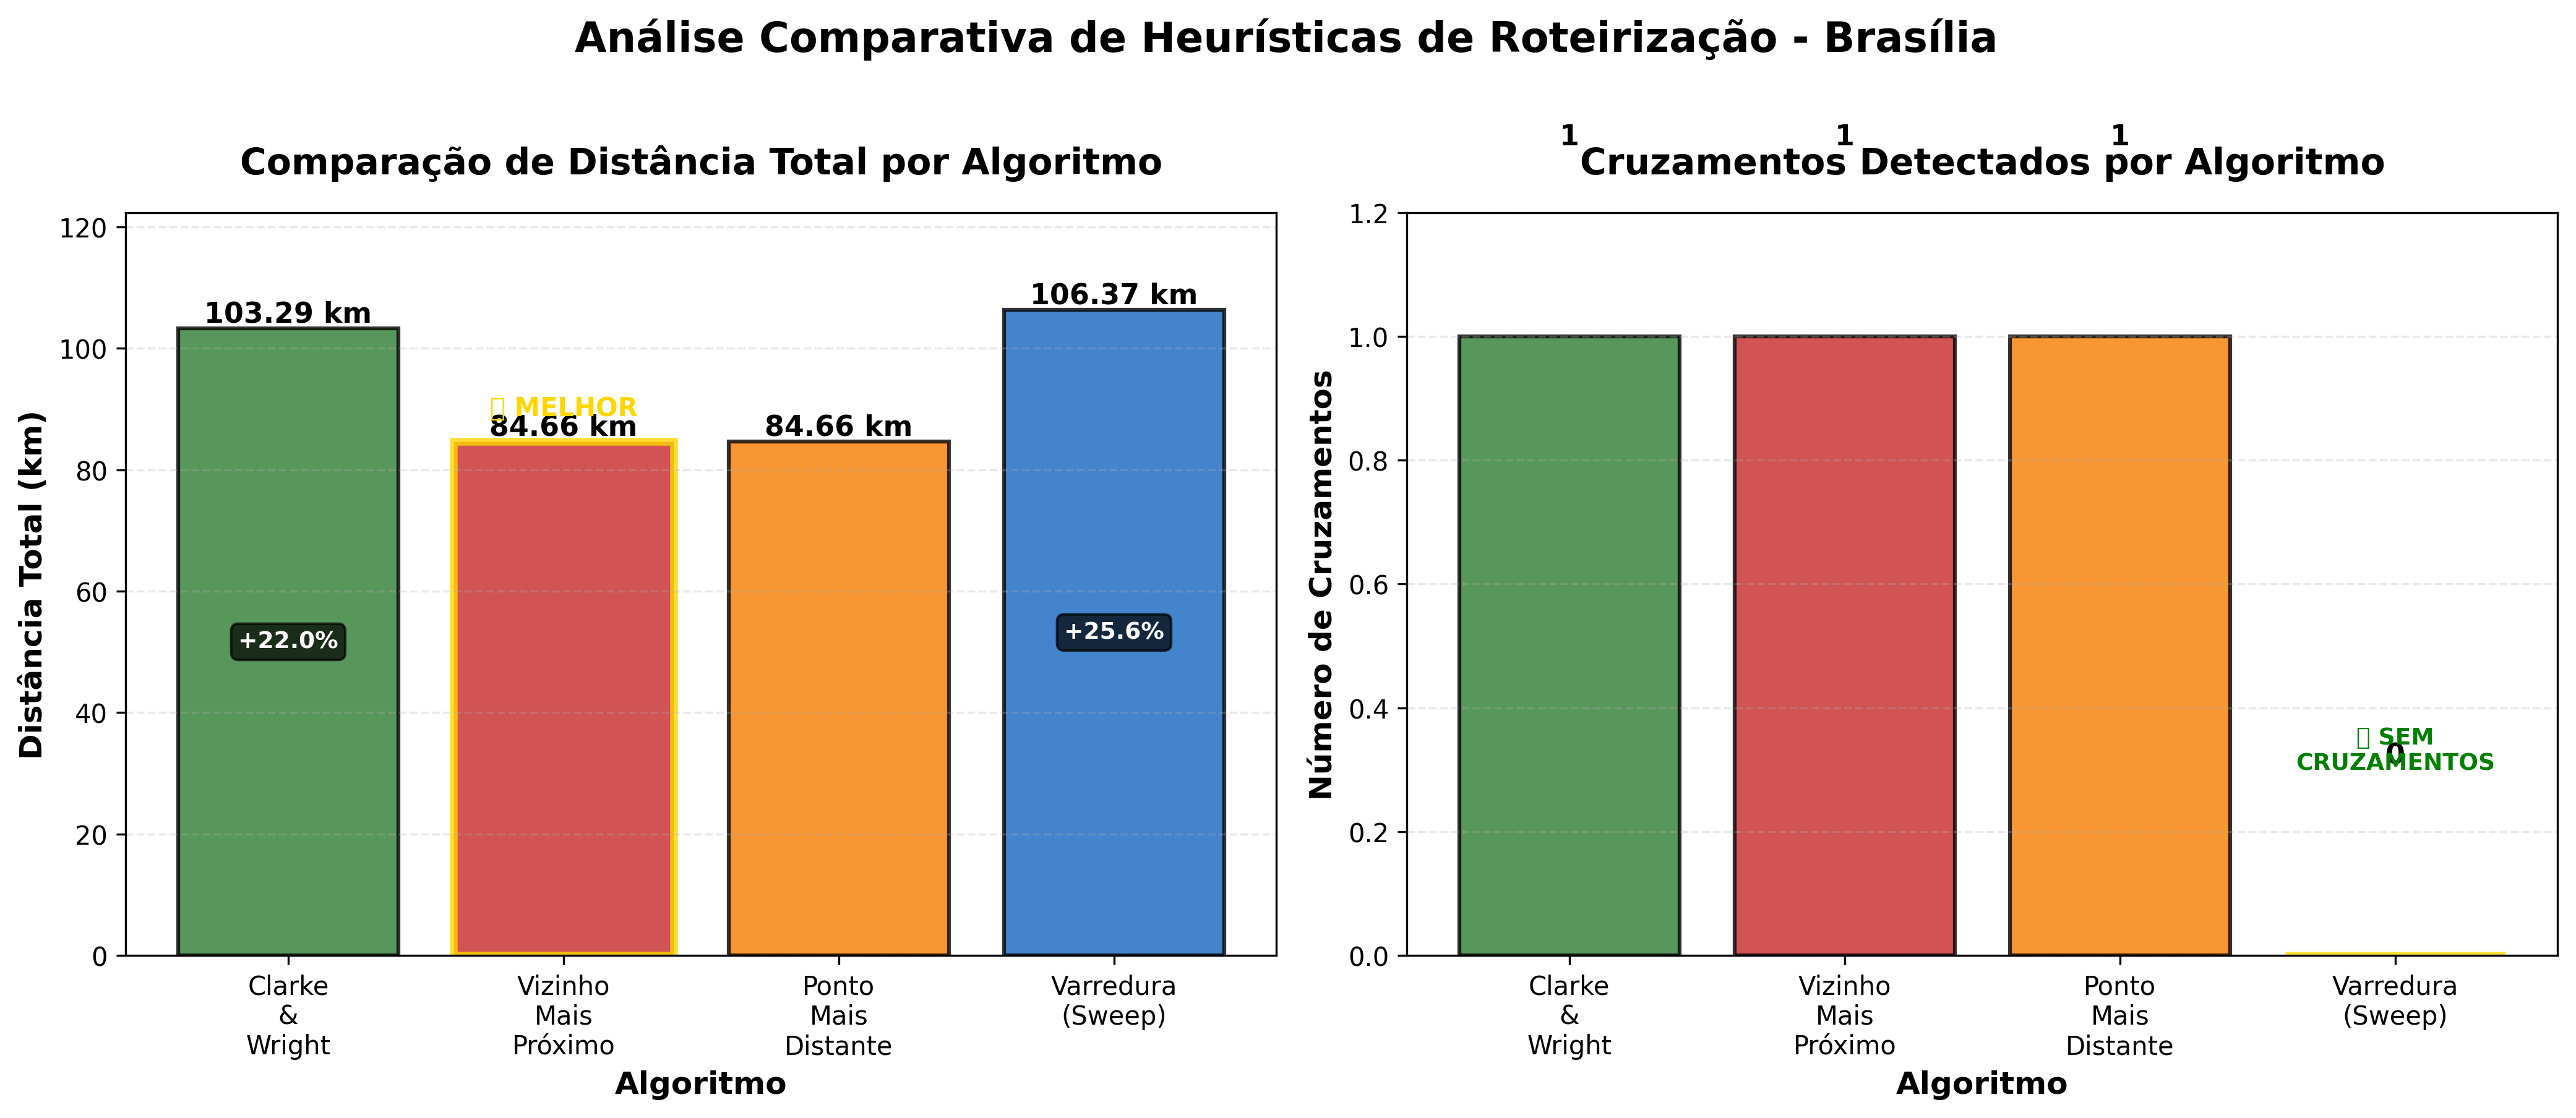 Análise Comparativa de Heurísticas de Roteirização - Brasília
Comparação de Distância Total por Algoritmo
Distância Total (km)
120
100
80
60
40
20
0
103.29 km
MELHOR
84.66 km
84.66 km
106.37 km
+22.0%
+25.6%
Clarke
&
Wright
Vizinho
Mais
Próximo
Ponto
Mais
Distante
Varredura
(Sweep)
Algoritmo
1
1
1
Cruzamentos Detectados por Algoritmo
Número de Cruzamentos
1.2
1.0
0.8
0.6
0.4
0.2
0.0
SEM
0
CRUZAMENTOS
Clarke
&
Wright
Vizinho
Mais
Próximo
Ponto
Mais
Distante
Varredura
(Sweep)
Algoritmo